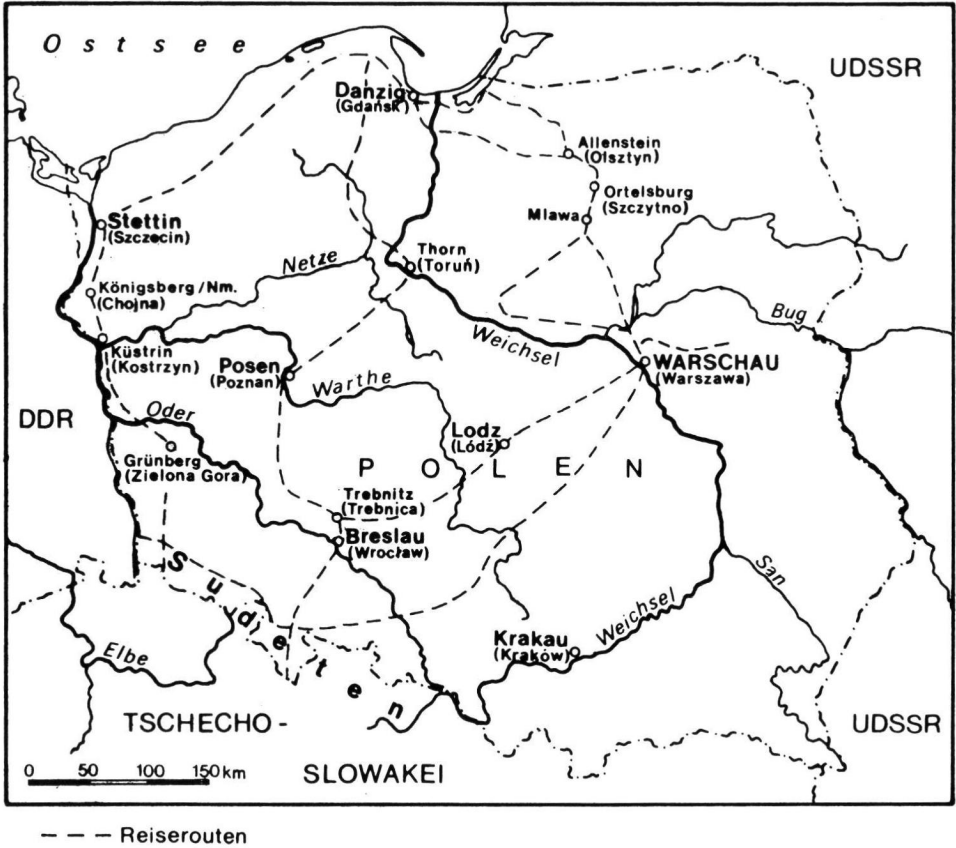 Ostsee
UDSSR
Danzig
(Gdańsk)
Allenstein
(Olsztyn)
Ortelsburg
(Szczytno)
Mlawa
Stettin
(Szczecin)
Thorn
(Toruń)
Netze
Königsberg/Nm.
(Chojna)
Bug
Weichsel
Küstrin
(Kostrzyn)
Posen
(Poznan)
WARSCHAU
(Warszawa)
Warthe
DDR
Oder
Lodz
(Łódź)
Grünberg
(Zielona Gora)
POLEN
Trebnitz
(Trebnica)
Breslau
(Wrocław)
Sudeten
San
Weichsel
Krakau
(Kraków)
Elbe
TSCHECHO-
UDSSR
SLOWAKEI
0 50 100 150 km
--- Reiserouten